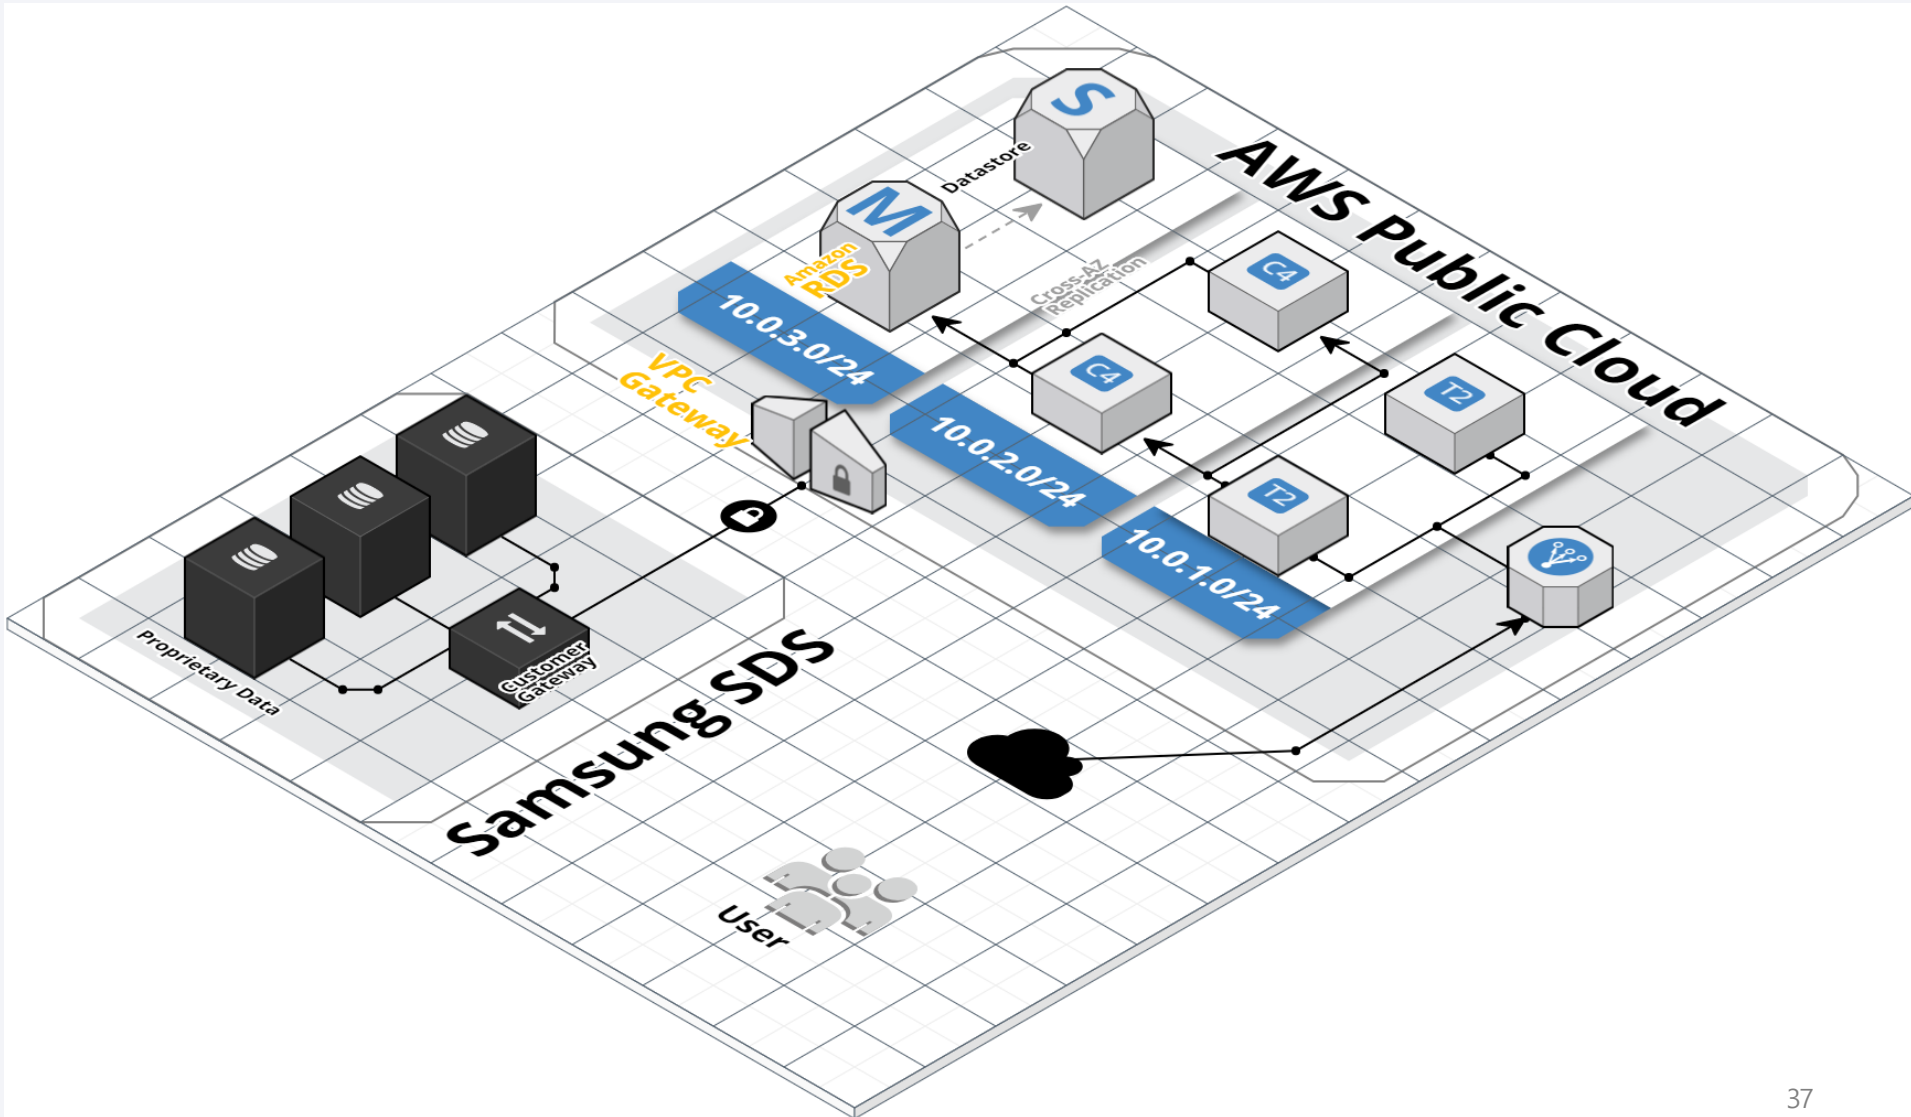 AWS Public Cloud
S
Datastore
M
Amazon
RDS
Cross-AZ
Replication
10.0.3.0/24
C4
C4
10.0.2.0/24
T2
T2
10.0.1.0/24
VPC
Gateway
Proprietary Data
Customer
Gateway
Samsung SDS
User
37